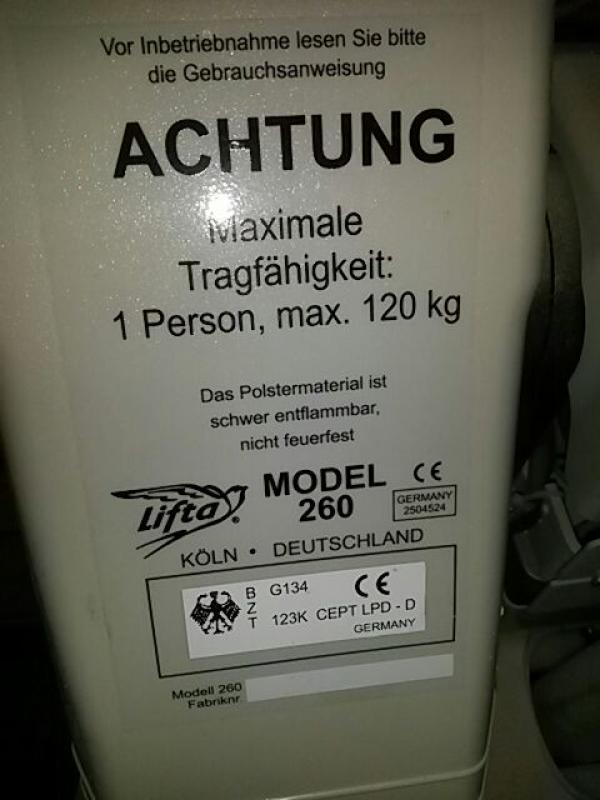 Vor Inbetriebnahme lesen Sie bitte
die Gebrauchsanweisung
ACHTUNG
Maximale
Tragfähigkeit:
1 Person, max. 120 kg
Das Polstermaterial ist
schwer entflammbar,
nicht feuerfest
Lifta® MODEL 260 CE
GERMANY
2504524
KÖLN • DEUTSCHLAND
BZT G134 CE
123K CEPT LPD - D
GERMANY
Modell 260
Fabriknr.